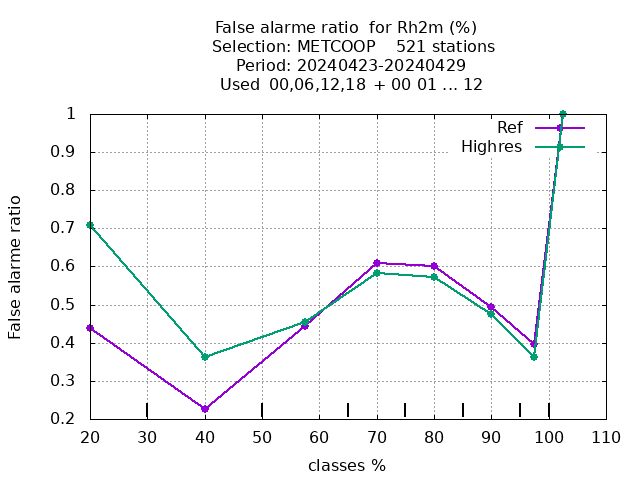 False alarme ratio  for Rh2m (%)
Selection: METCOOP    521 stations
Period: 20240423-20240429
Used  00,06,12,18  + 00 01 ... 12
Ref
Highres
1
0.9
0.8
0.7
0.6
0.5
0.4
0.3
0.2
20 30 40 50 60 70 80 90 100 110
False alarme ratio
classes %